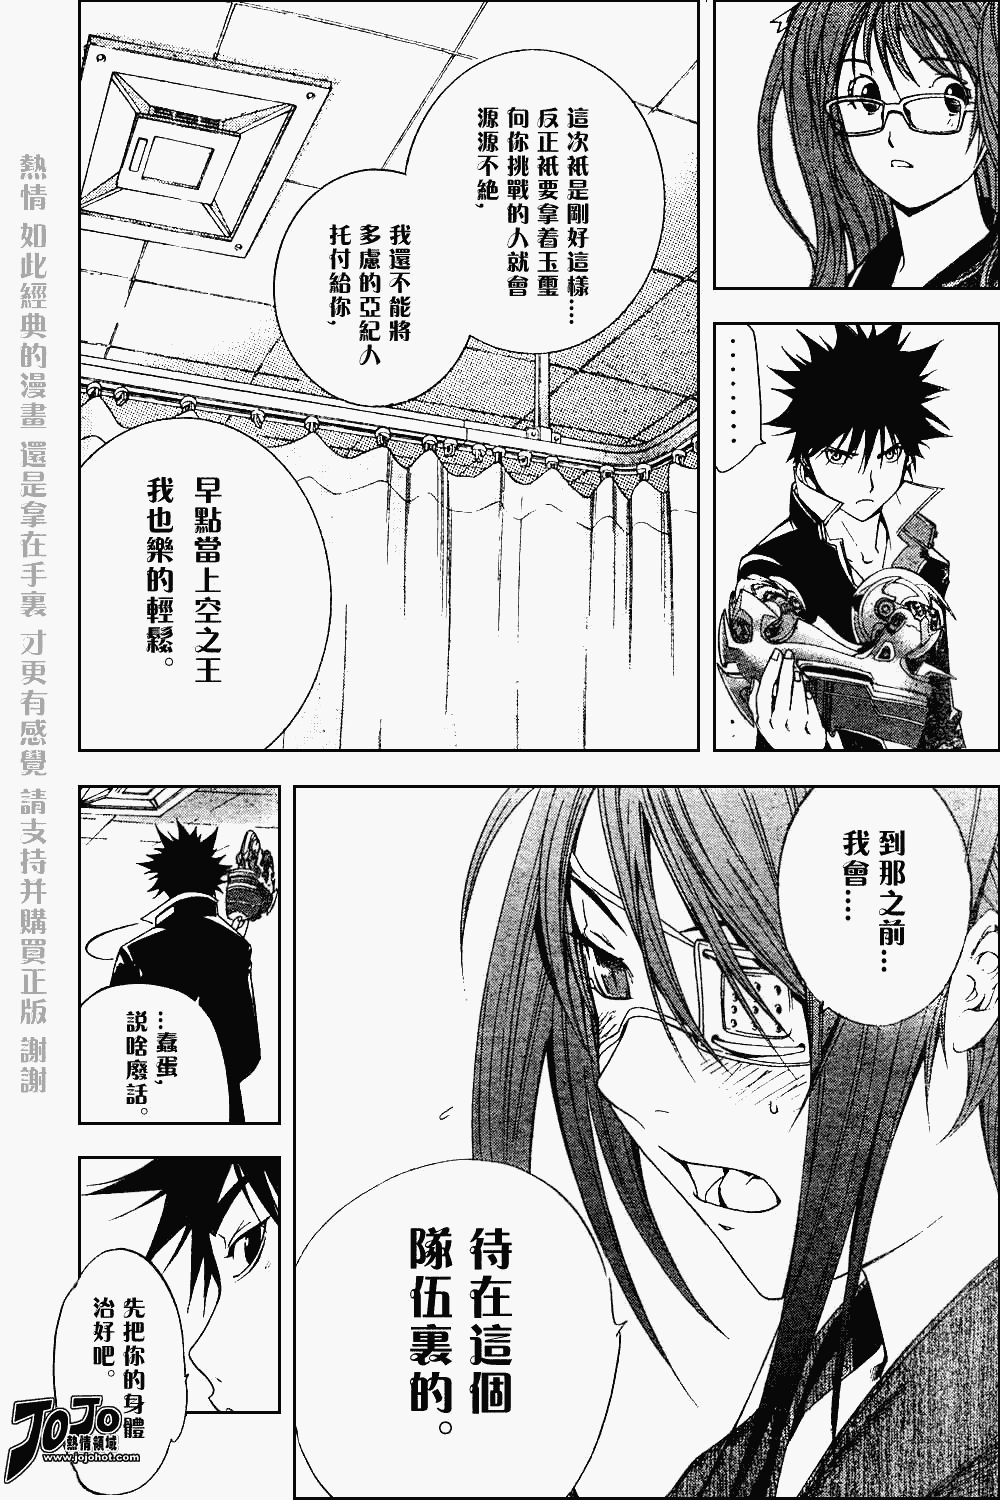 ……
…
這次祇是剛好這樣…
反正祇要拿着玉璽
向你挑戰的人就會
源源不絶,
我還不能將
多慮的亞紀人
托付給你,
早點當上空之王
我也樂的輕鬆。
到那之前…
我會……
待在這個
隊伍裏的。
…蠢蛋,
說啥廢話。
先把你的身體
治好吧。
熱情 如此經典的漫畫 還是拿在手裏 才更有感覺 請支持并購買正版 謝謝
JOJO
熱情領域
www.jojohot.com